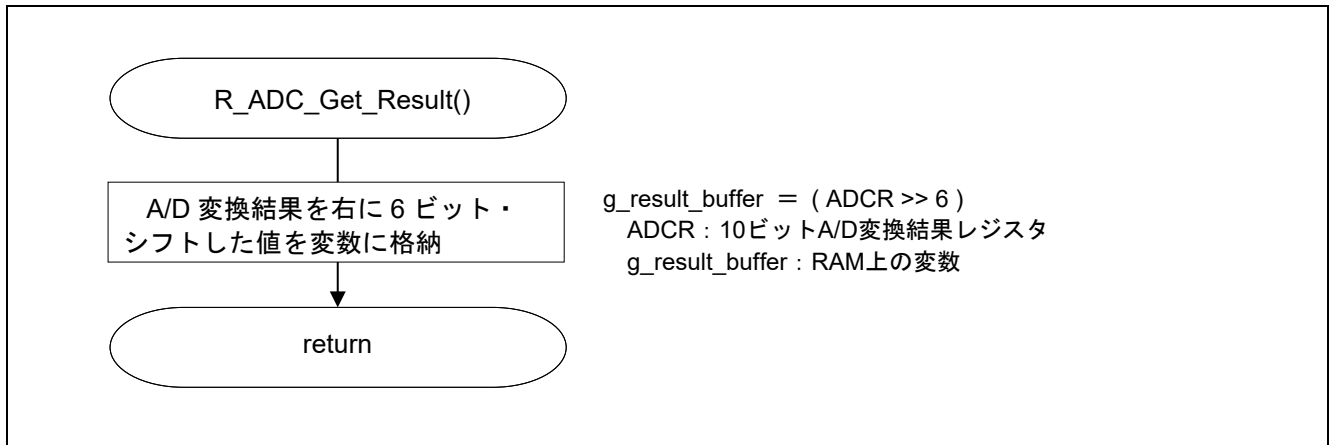 R_ADC_Get_Result()
A/D 変換結果を右に 6 ビット・
シフトした値を変数に格納
g_result_buffer ＝ ( ADCR >> 6 )
ADCR：10ビットA/D変換結果レジスタ
g_result_buffer：RAM上の変数
return